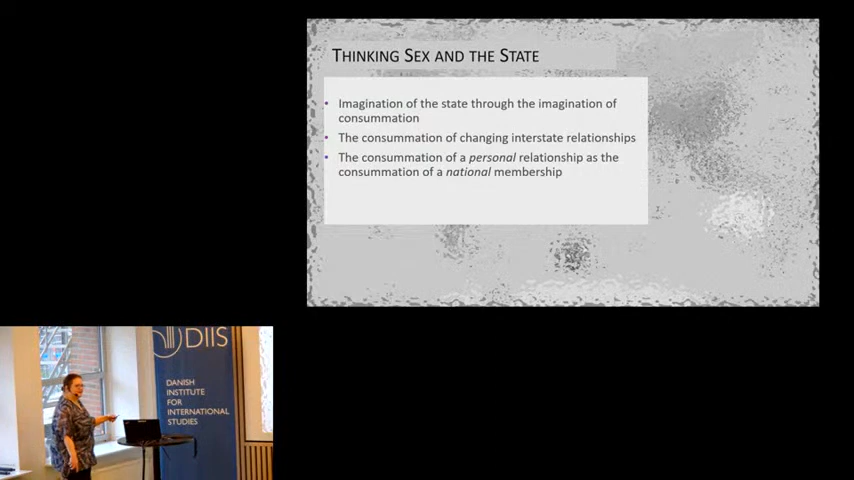 THINKING SEX AND THE STATE
• Imagination of the state through the imagination of
consummation
• The consummation of changing interstate relationships
• The consummation of a personal relationship as the
consummation of a national membership
DIIS
DANISH
INSTITUTE
FOR
INTERNATIONAL
STUDIES